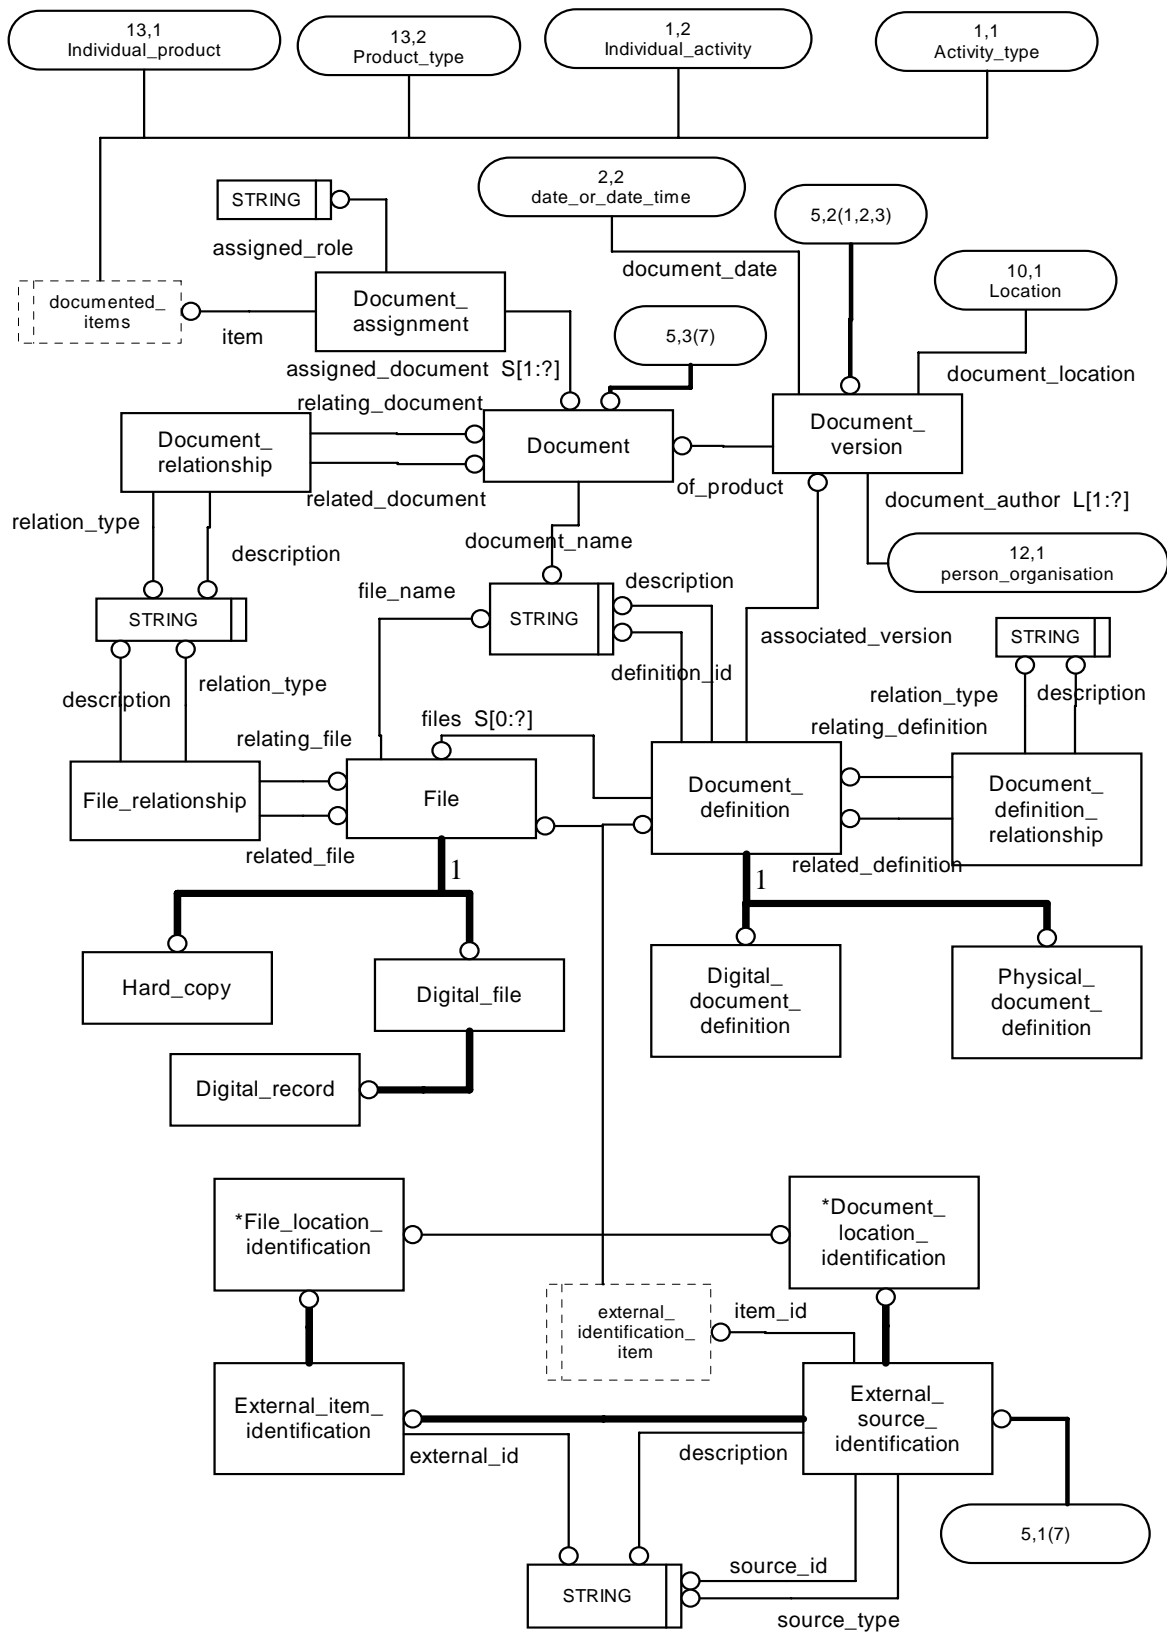 13,1
Individual_product
13,2
Product_type
1,2
Individual_activity
1,1
Activity_type
2,2
date_or_date_time
5,2(1,2,3)
STRING
assigned_role
document_date
10,1
Location
documented_
items
item
Document_
assignment
5,3(7)
assigned_document S[1:?]
document_location
relating_document
Document_
relationship
Document
Document_
version
related_document
of_product
document_author L[1:?]
relation_type
description
document_name
12,1
person_organisation
file_name
description
STRING
STRING
associated_version
STRING
description
relation_type
definition_id
relation_type
description
files S[0:?]
relating_definition
relating_file
File_relationship
File
Document_
definition
Document_
definition_
relationship
related_file
related_definition
1
1
Hard_copy
Digital_file
Digital_
document_
definition
Physical_
document_
definition
Digital_record
*File_location_
identification
*Document_
location_
identification
external_
identification_
item
item_id
External_item_
identification
External_
source_
identification
external_id
description
5,1(7)
source_id
STRING
source_type